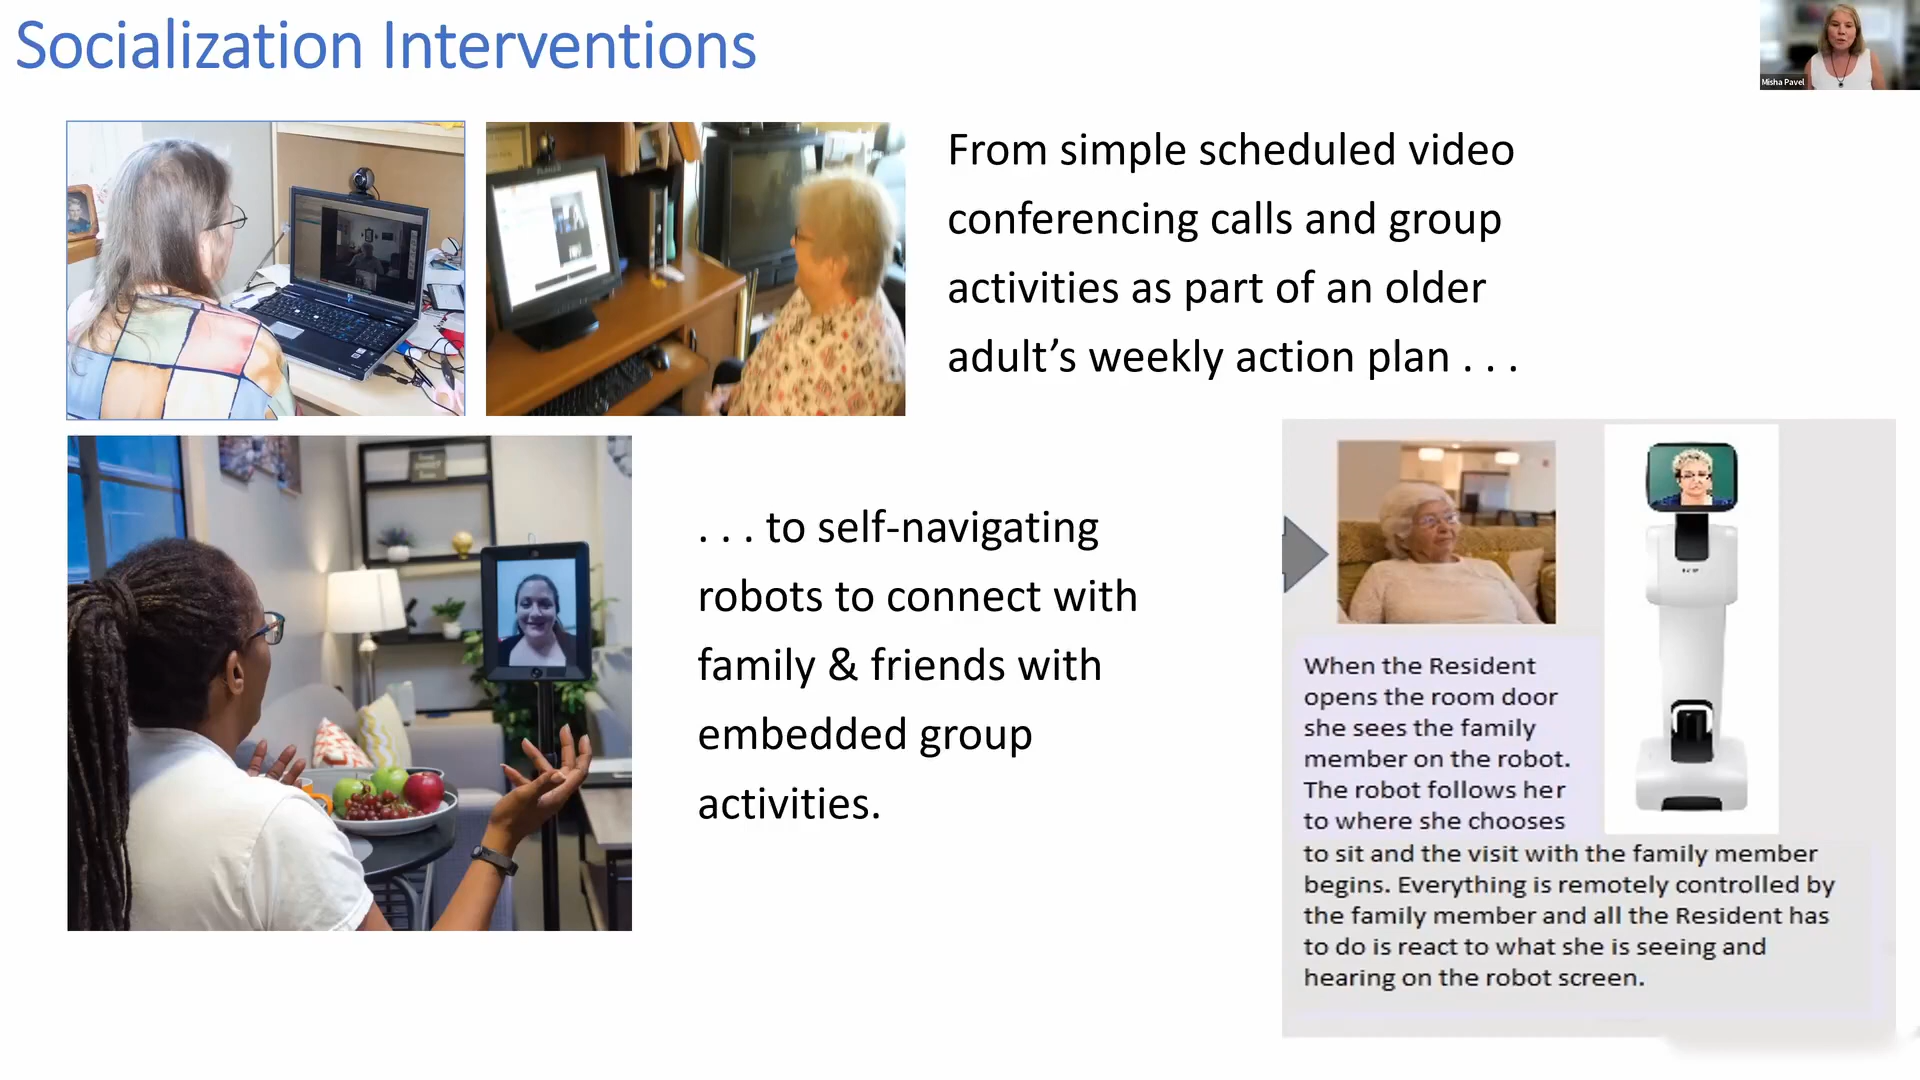 Socialization Interventions
Misha Pavel
From simple scheduled video
conferencing calls and group
activities as part of an older
adult’s weekly action plan . . .
. . . to self-navigating
robots to connect with
family & friends with
embedded group
activities.
When the Resident
opens the room door
she sees the family
member on the robot.
The robot follows her
to where she chooses
to sit and the visit with the family member
begins. Everything is remotely controlled by
the family member and all the Resident has
to do is react to what she is seeing and
hearing on the robot screen.